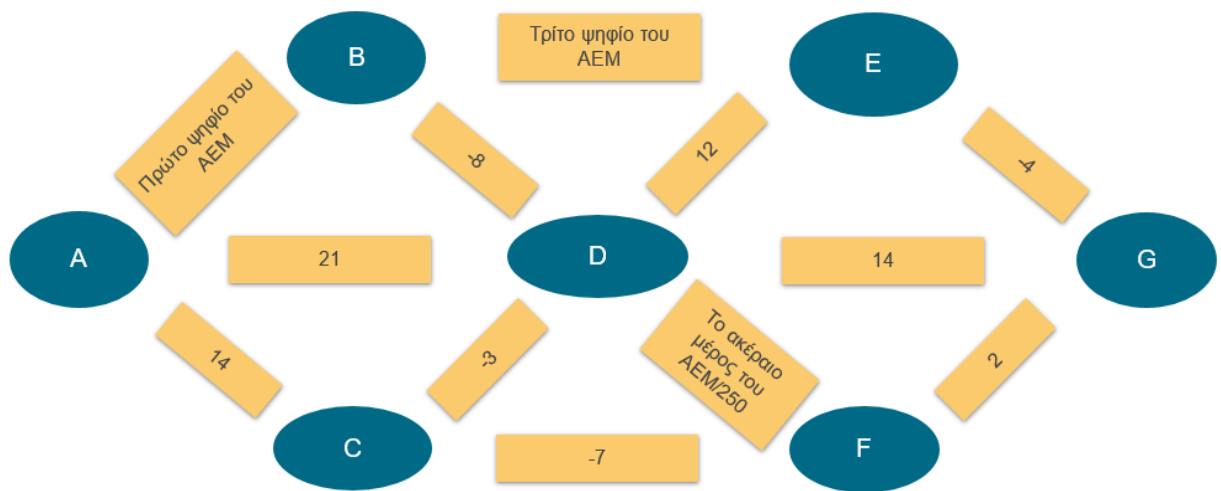 B
Τρίτο ψηφίο του
ΑΕΜ
E
Πρώτο ψηφίο του
ΑΕΜ
-8
12
-4
A
21
D
14
G
14
-3
Το ακέραιο
μέρος του
ΑΕΜ/250
2
C
-7
F